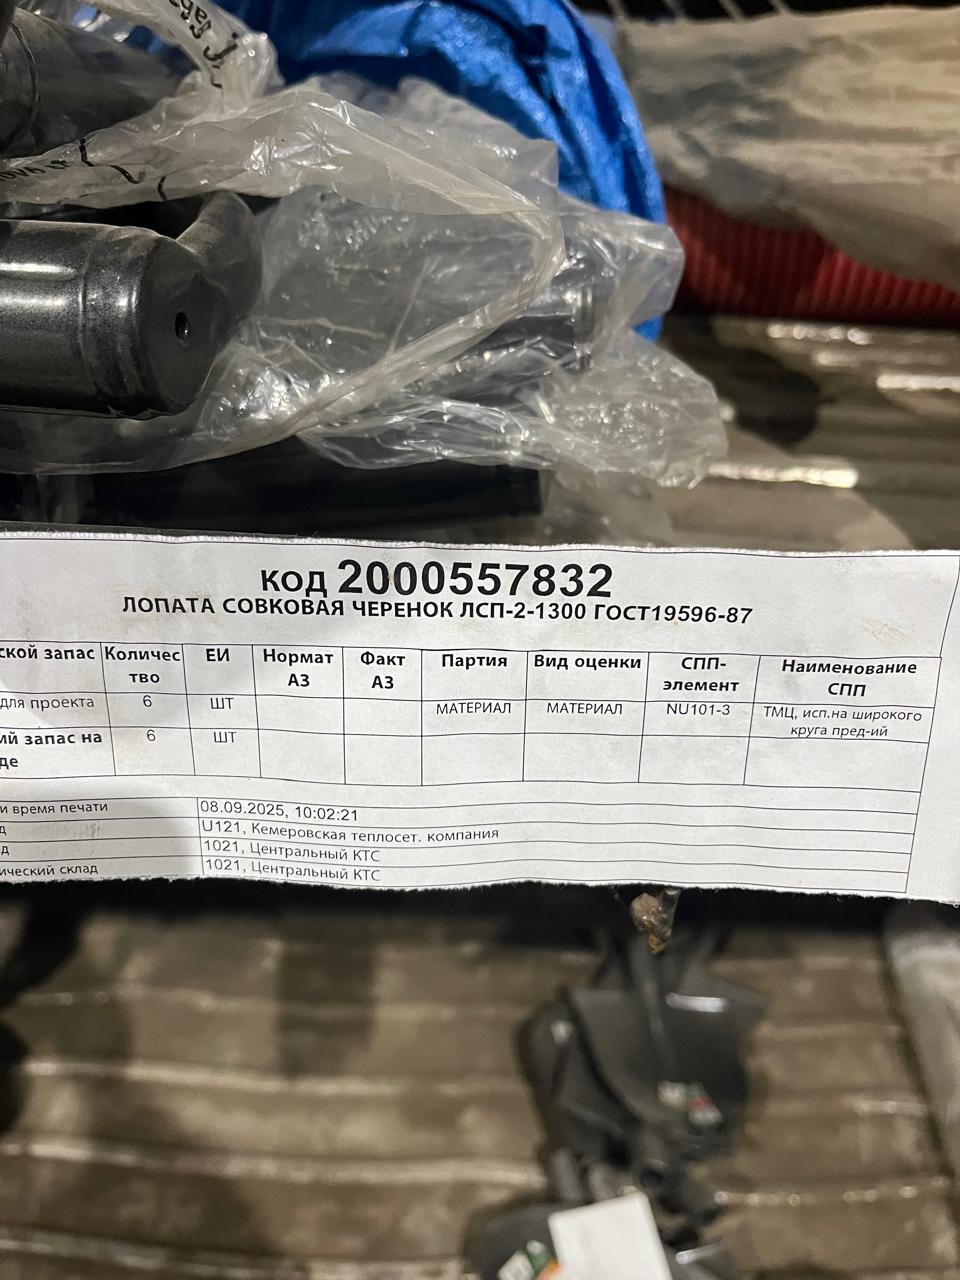 КОД 2000557832
ЛОПАТА СОВКОВАЯ ЧЕРЕНОК ЛСП-2-1300 ГОСТ19596-87
ской запас Количес ЕИ Нормат Факт Партия Вид оценки СПП- Наименование
тво АЗ АЗ элемент СПП
для проекта 6 ШТ МАТЕРИАЛ МАТЕРИАЛ NU101-3 ТМЦ, исп.на широкого
круга пред-ий
ий запас на 6 ШТ
де
и время печати 08.09.2025, 10:02:21
д U121, Кемеровская теплосет. компания
д 1021, Центральный КТС
ический склад 1021, Центральный КТС